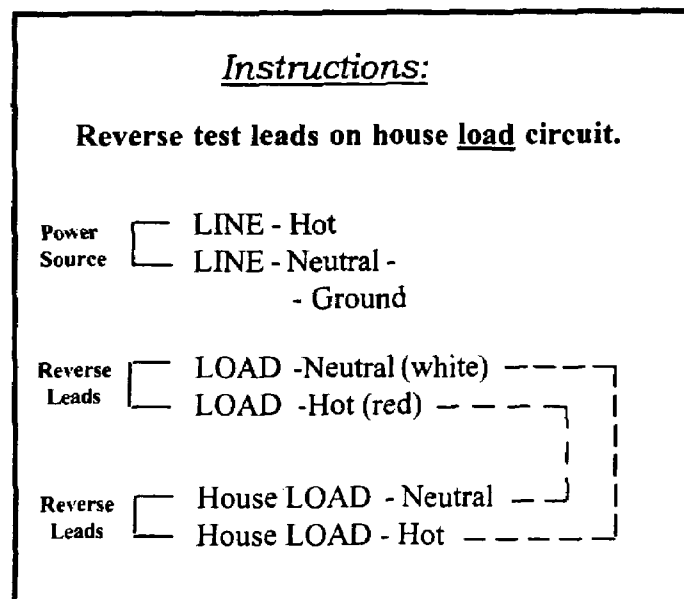 Instructions:
Reverse test leads on house load circuit.
Power Source
LINE - Hot
LINE - Neutral -
- Ground
Reverse Leads
LOAD -Neutral (white)
LOAD -Hot (red)
Reverse Leads
House LOAD - Neutral
House LOAD - Hot